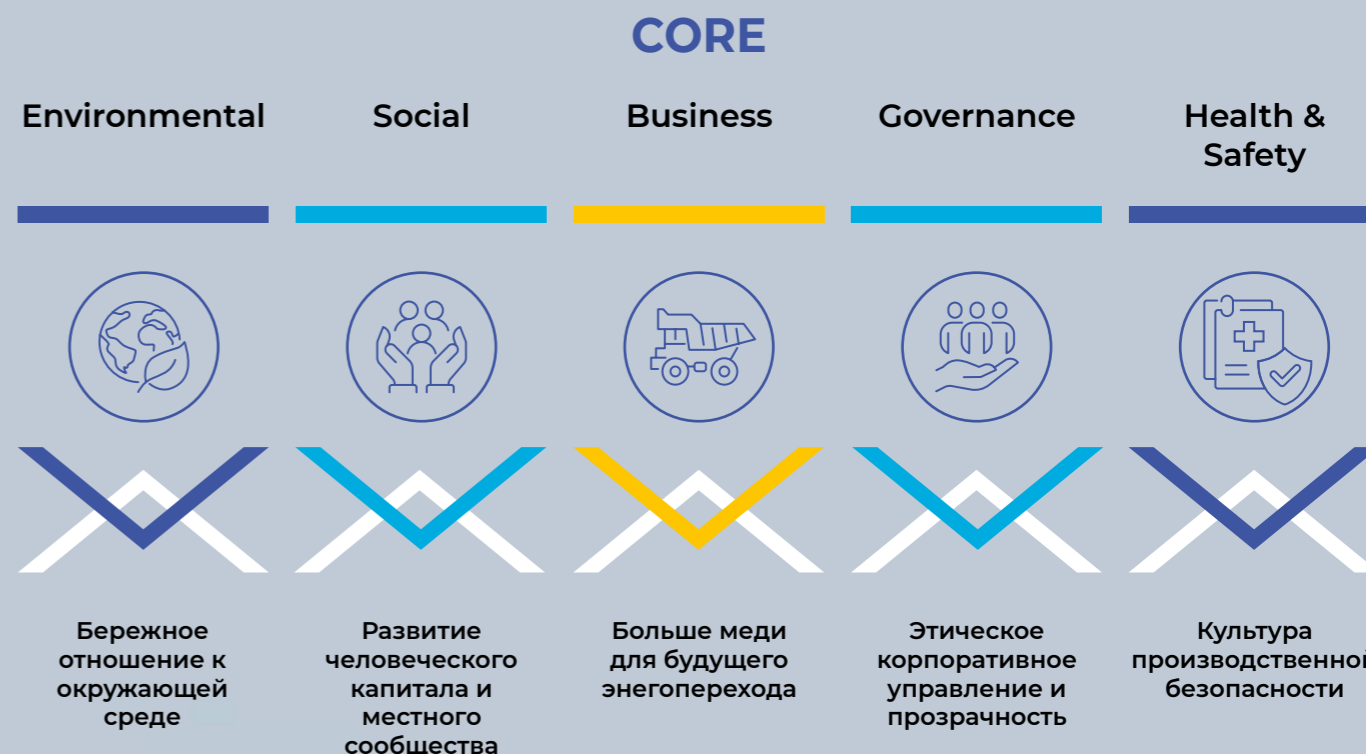 CORE
Environmental
Social
Business
Governance
Health &
Safety
Бережное
отношение к
окружающей
среде
Развитие
человеческого
капитала и
местного
сообщества
Больше меди
для будущего
энегоперехода
Этическое
корпоративное
управление и
прозрачность
Культура
производственной
безопасности